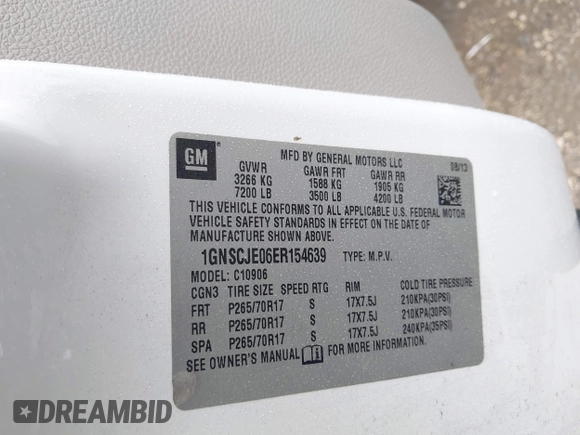 GM
MFD BY GENERAL MOTORS LLC
08/13
GVWR GAWR FRT GAWR RR
3266 KG 1588 KG 1905 KG
7200 LB 3500 LB 4200 LB
THIS VEHICLE CONFORMS TO ALL APPLICABLE U.S. FEDERAL MOTOR
VEHICLE SAFETY STANDARDS IN EFFECT ON THE DATE OF
MANUFACTURE SHOWN ABOVE.
1GNSCJE06ER154639 TYPE: M.P.V.
MODEL: C10906
CGN3 TIRE SIZE SPEED RTG RIM COLD TIRE PRESSURE
FRT P265/70R17 S 17X7.5J 210KPA(30PSI)
RR P265/70R17 S 17X7.5J 210KPA(30PSI)
SPA P265/70R17 S 17X7.5J 240KPA(35PSI)
SEE OWNER'S MANUAL FOR MORE INFORMATION.
DREAMBID